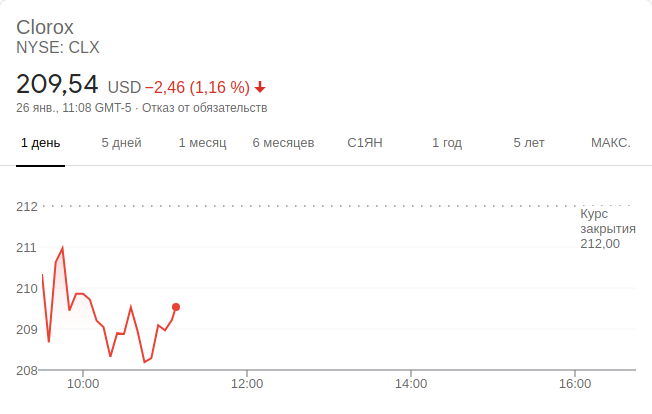 Clorox
NYSE: CLX
209,54 USD −2,46 (1,16 %)
26 янв., 11:08 GMT-5 · Отказ от обязательств
1 день 5 дней 1 месяц 6 месяцев С1ЯН 1 год 5 лет МАКС.
212
Курс
закрытия
212,00
211
210
209
208
10:00 12:00 14:00 16:00